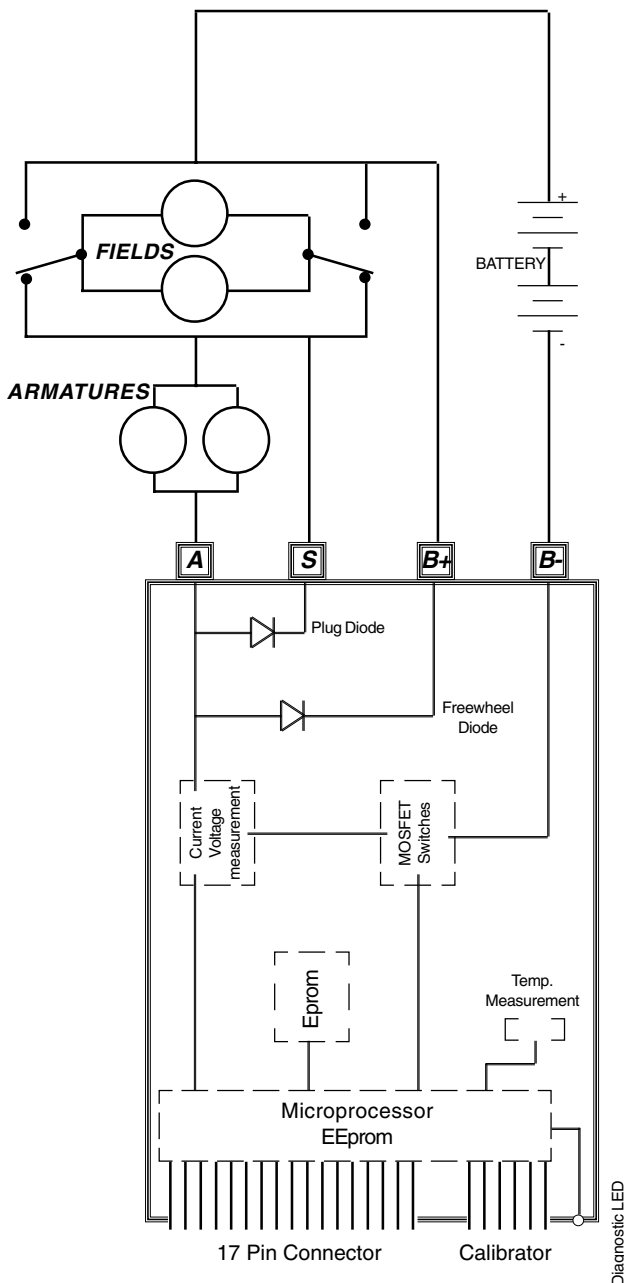 +
FIELDS
BATTERY
-
ARMATURES
A
S
B+
B-
Plug Diode
Freewheel
Diode
Current
Voltage
measurement
MOSFET
Switches
Eprom
Temp.
Measurement
Microprocessor
EEprom
17 Pin Connector
Calibrator
Diagnostic LED